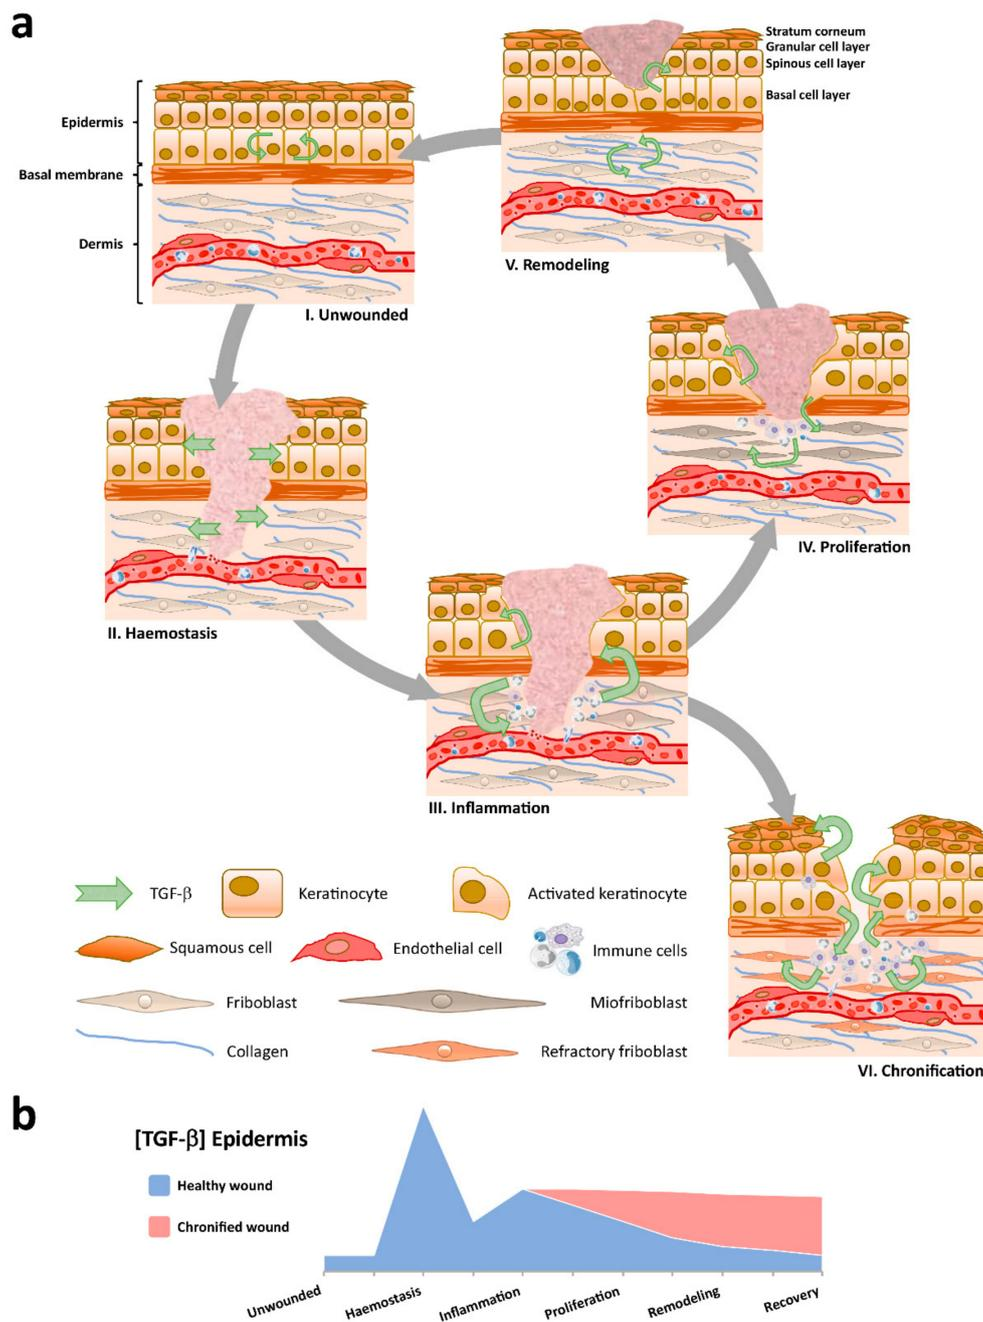 a
Stratum corneum
Granular cell layer
Spinous cell layer
Basal cell layer
Epidermis
Basal membrane
Dermis
I. Unwounded
V. Remodeling
II. Haemostasis
IV. Proliferation
III. Inflammation
TGF-β
Keratinocyte
Activated keratinocyte
Squamous cell
Endothelial cell
Immune cells
Friboblast
Miofriboblast
Collagen
Refractory friboblast
VI. Chronification
b
[TGF-β] Epidermis
Healthy wound
Chronified wound
Unwounded
Haemostasis
Inflammation
Proliferation
Remodeling
Recovery